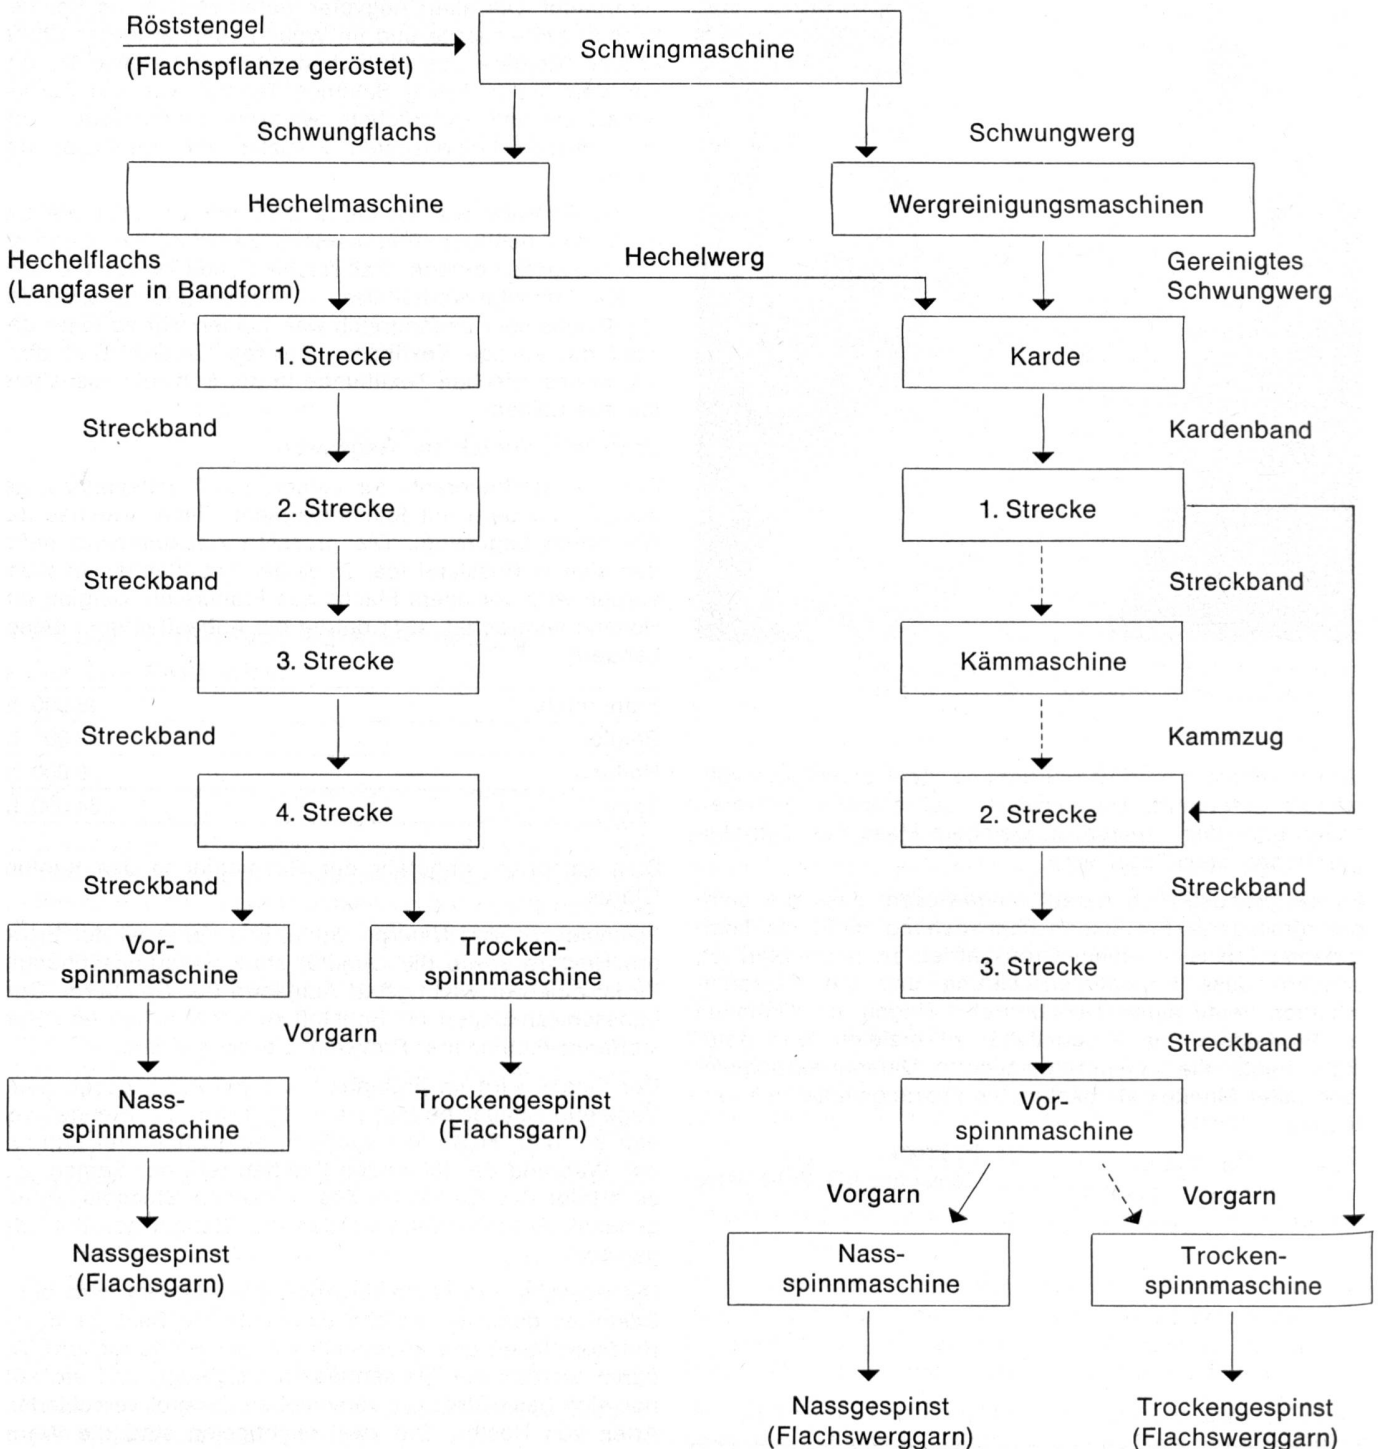 Röststengel
(Flachspflanze geröstet)
Schwingmaschine
Schwungflachs
Schwungwerg
Hechelmaschine
Wergreinigungsmaschinen
Hechelflachs
(Langfaser in Bandform)
Hechelwerg
Gereinigtes
Schwungwerg
1. Strecke
Karde
Streckband
Kardenband
2. Strecke
1. Strecke
Streckband
Streckband
3. Strecke
Kämmaschine
Streckband
Kammzug
4. Strecke
2. Strecke
Streckband
Streckband
Vor-
spinnmaschine
Trocken-
spinnmaschine
3. Strecke
Vorgarn
Streckband
Nass-
spinnmaschine
Trockengespinst
(Flachsgarn)
Vor-
spinnmaschine
Vorgarn
Vorgarn
Nassgespinst
(Flachsgarn)
Nass-
spinnmaschine
Trocken-
spinnmaschine
Nassgespinst
(Flachswerggarn)
Trockengespinst
(Flachswerggarn)